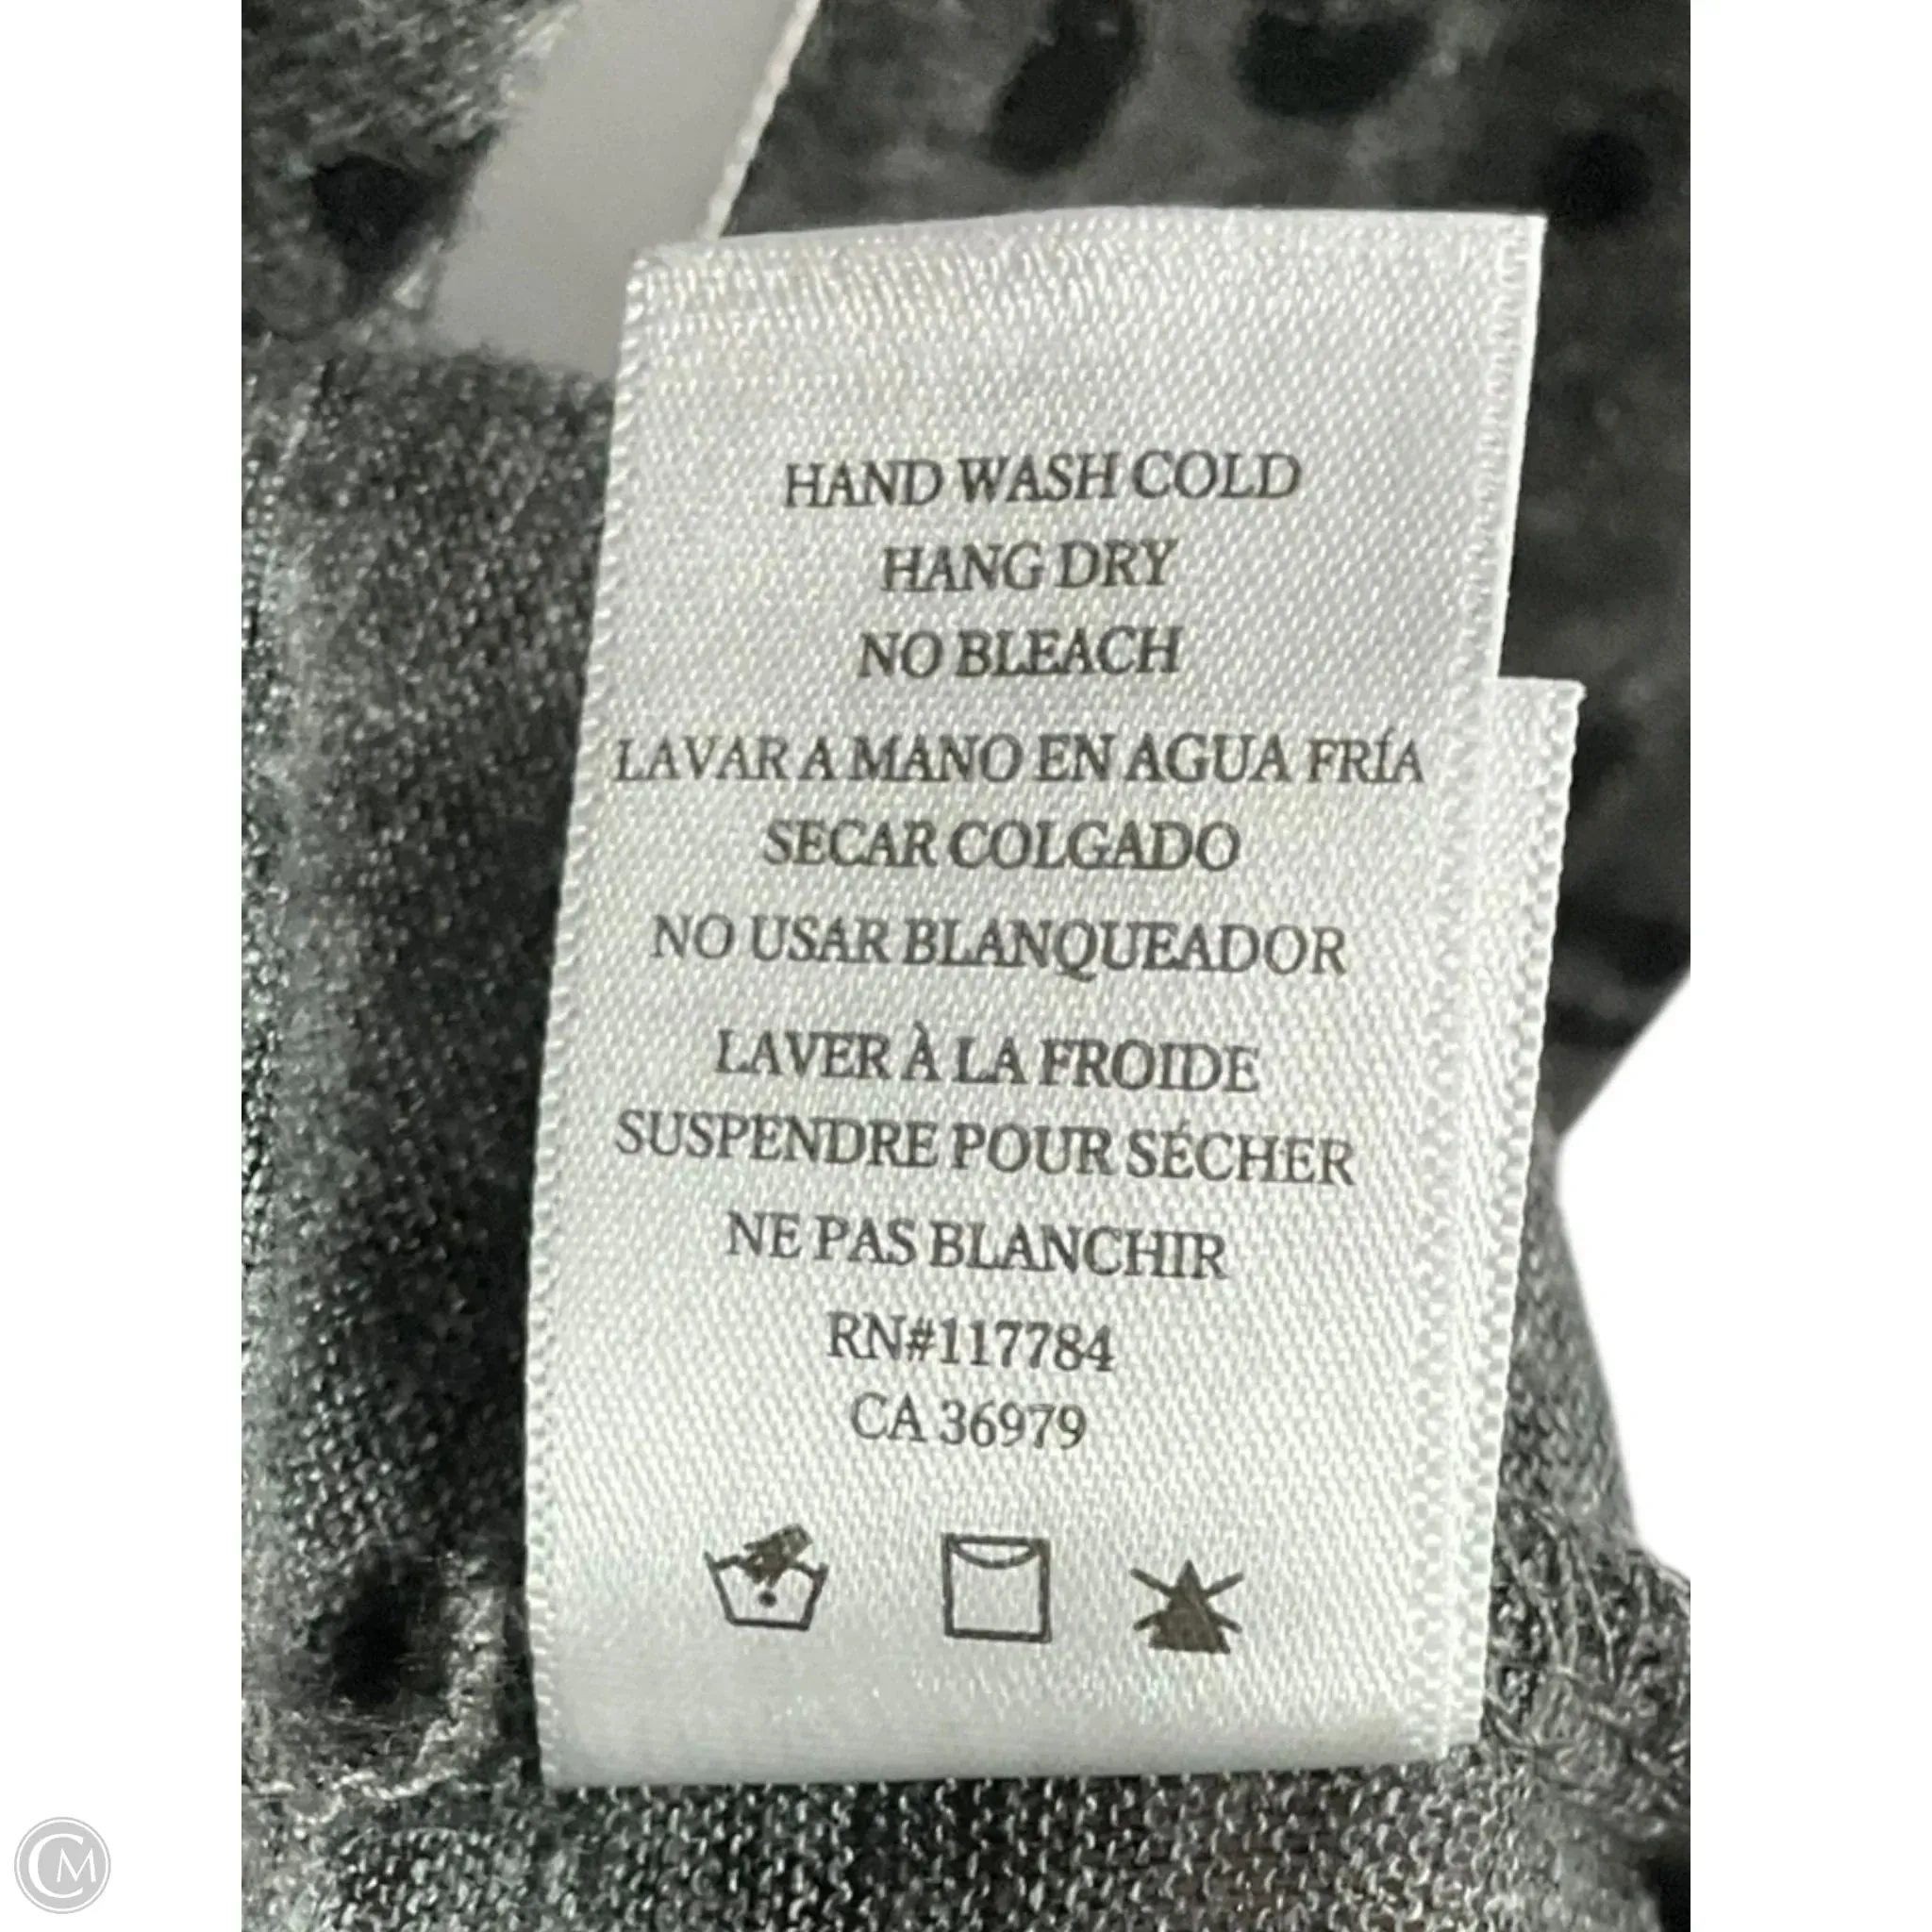 HAND WASH COLD
HANG DRY
NO BLEACH
LAVAR A MANO EN AGUA FRÍA
SECAR COLGADO
NO USAR BLANQUEADOR
LAVER À LA FROIDE
SUSPENDRE POUR SÉCHER
NE PAS BLANCHIR
RN#117784
CA 36979
CM